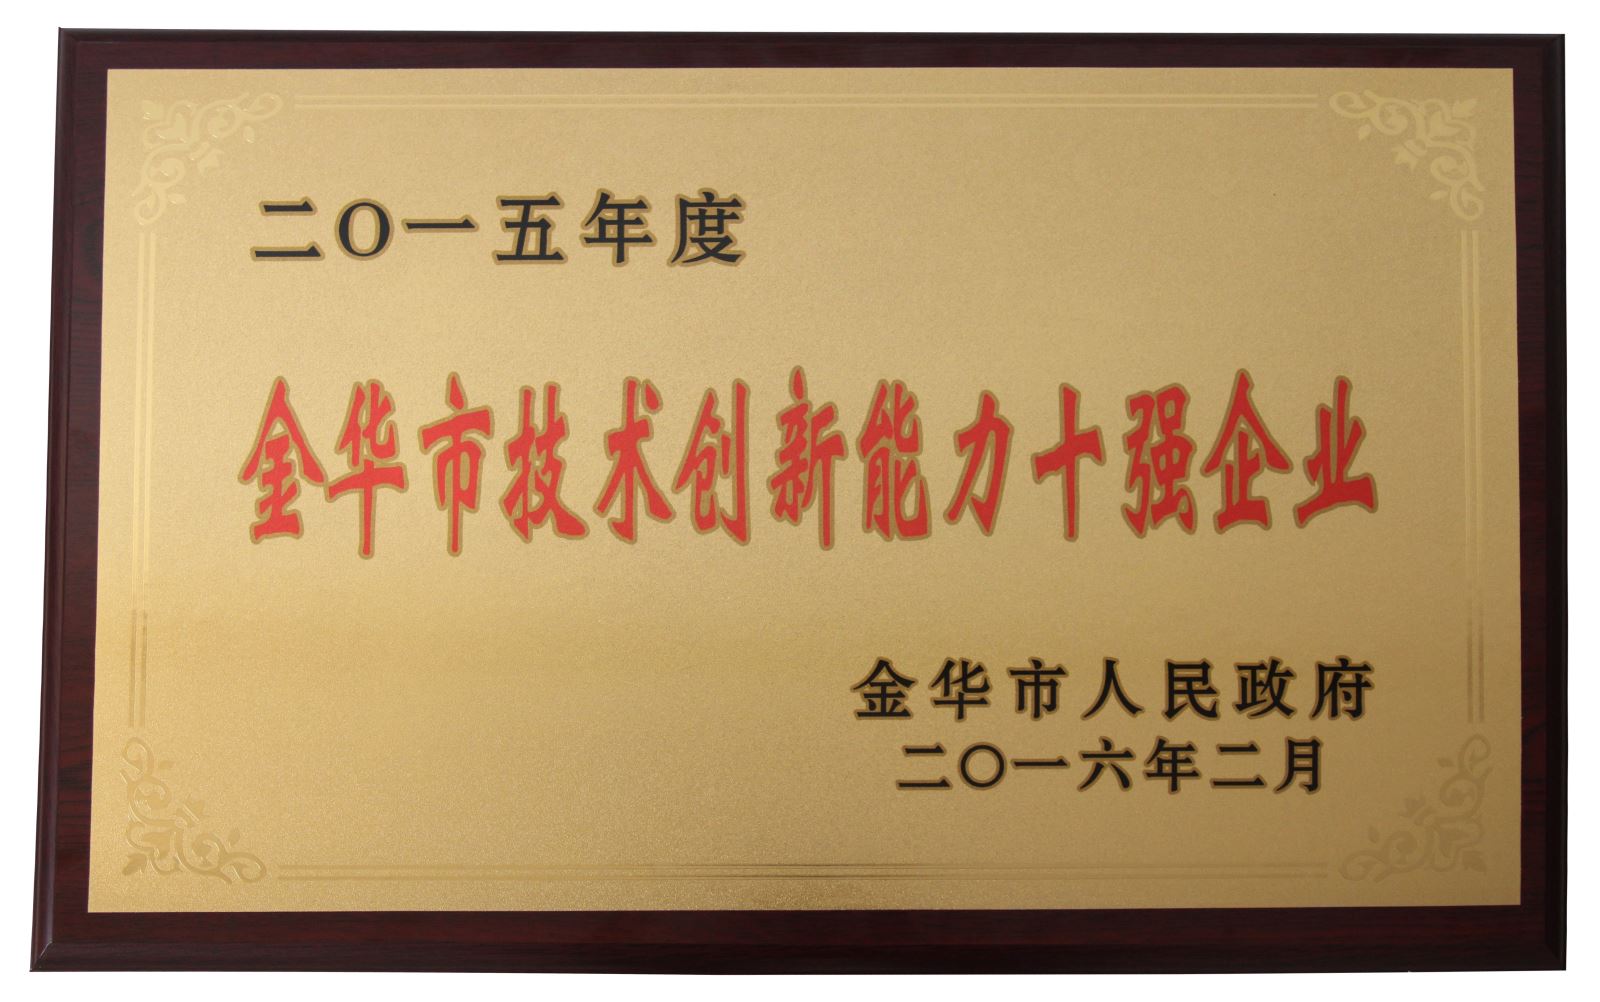 二〇一五年度
金华市技术创新能力十强企业
金华市人民政府
二〇一六年二月